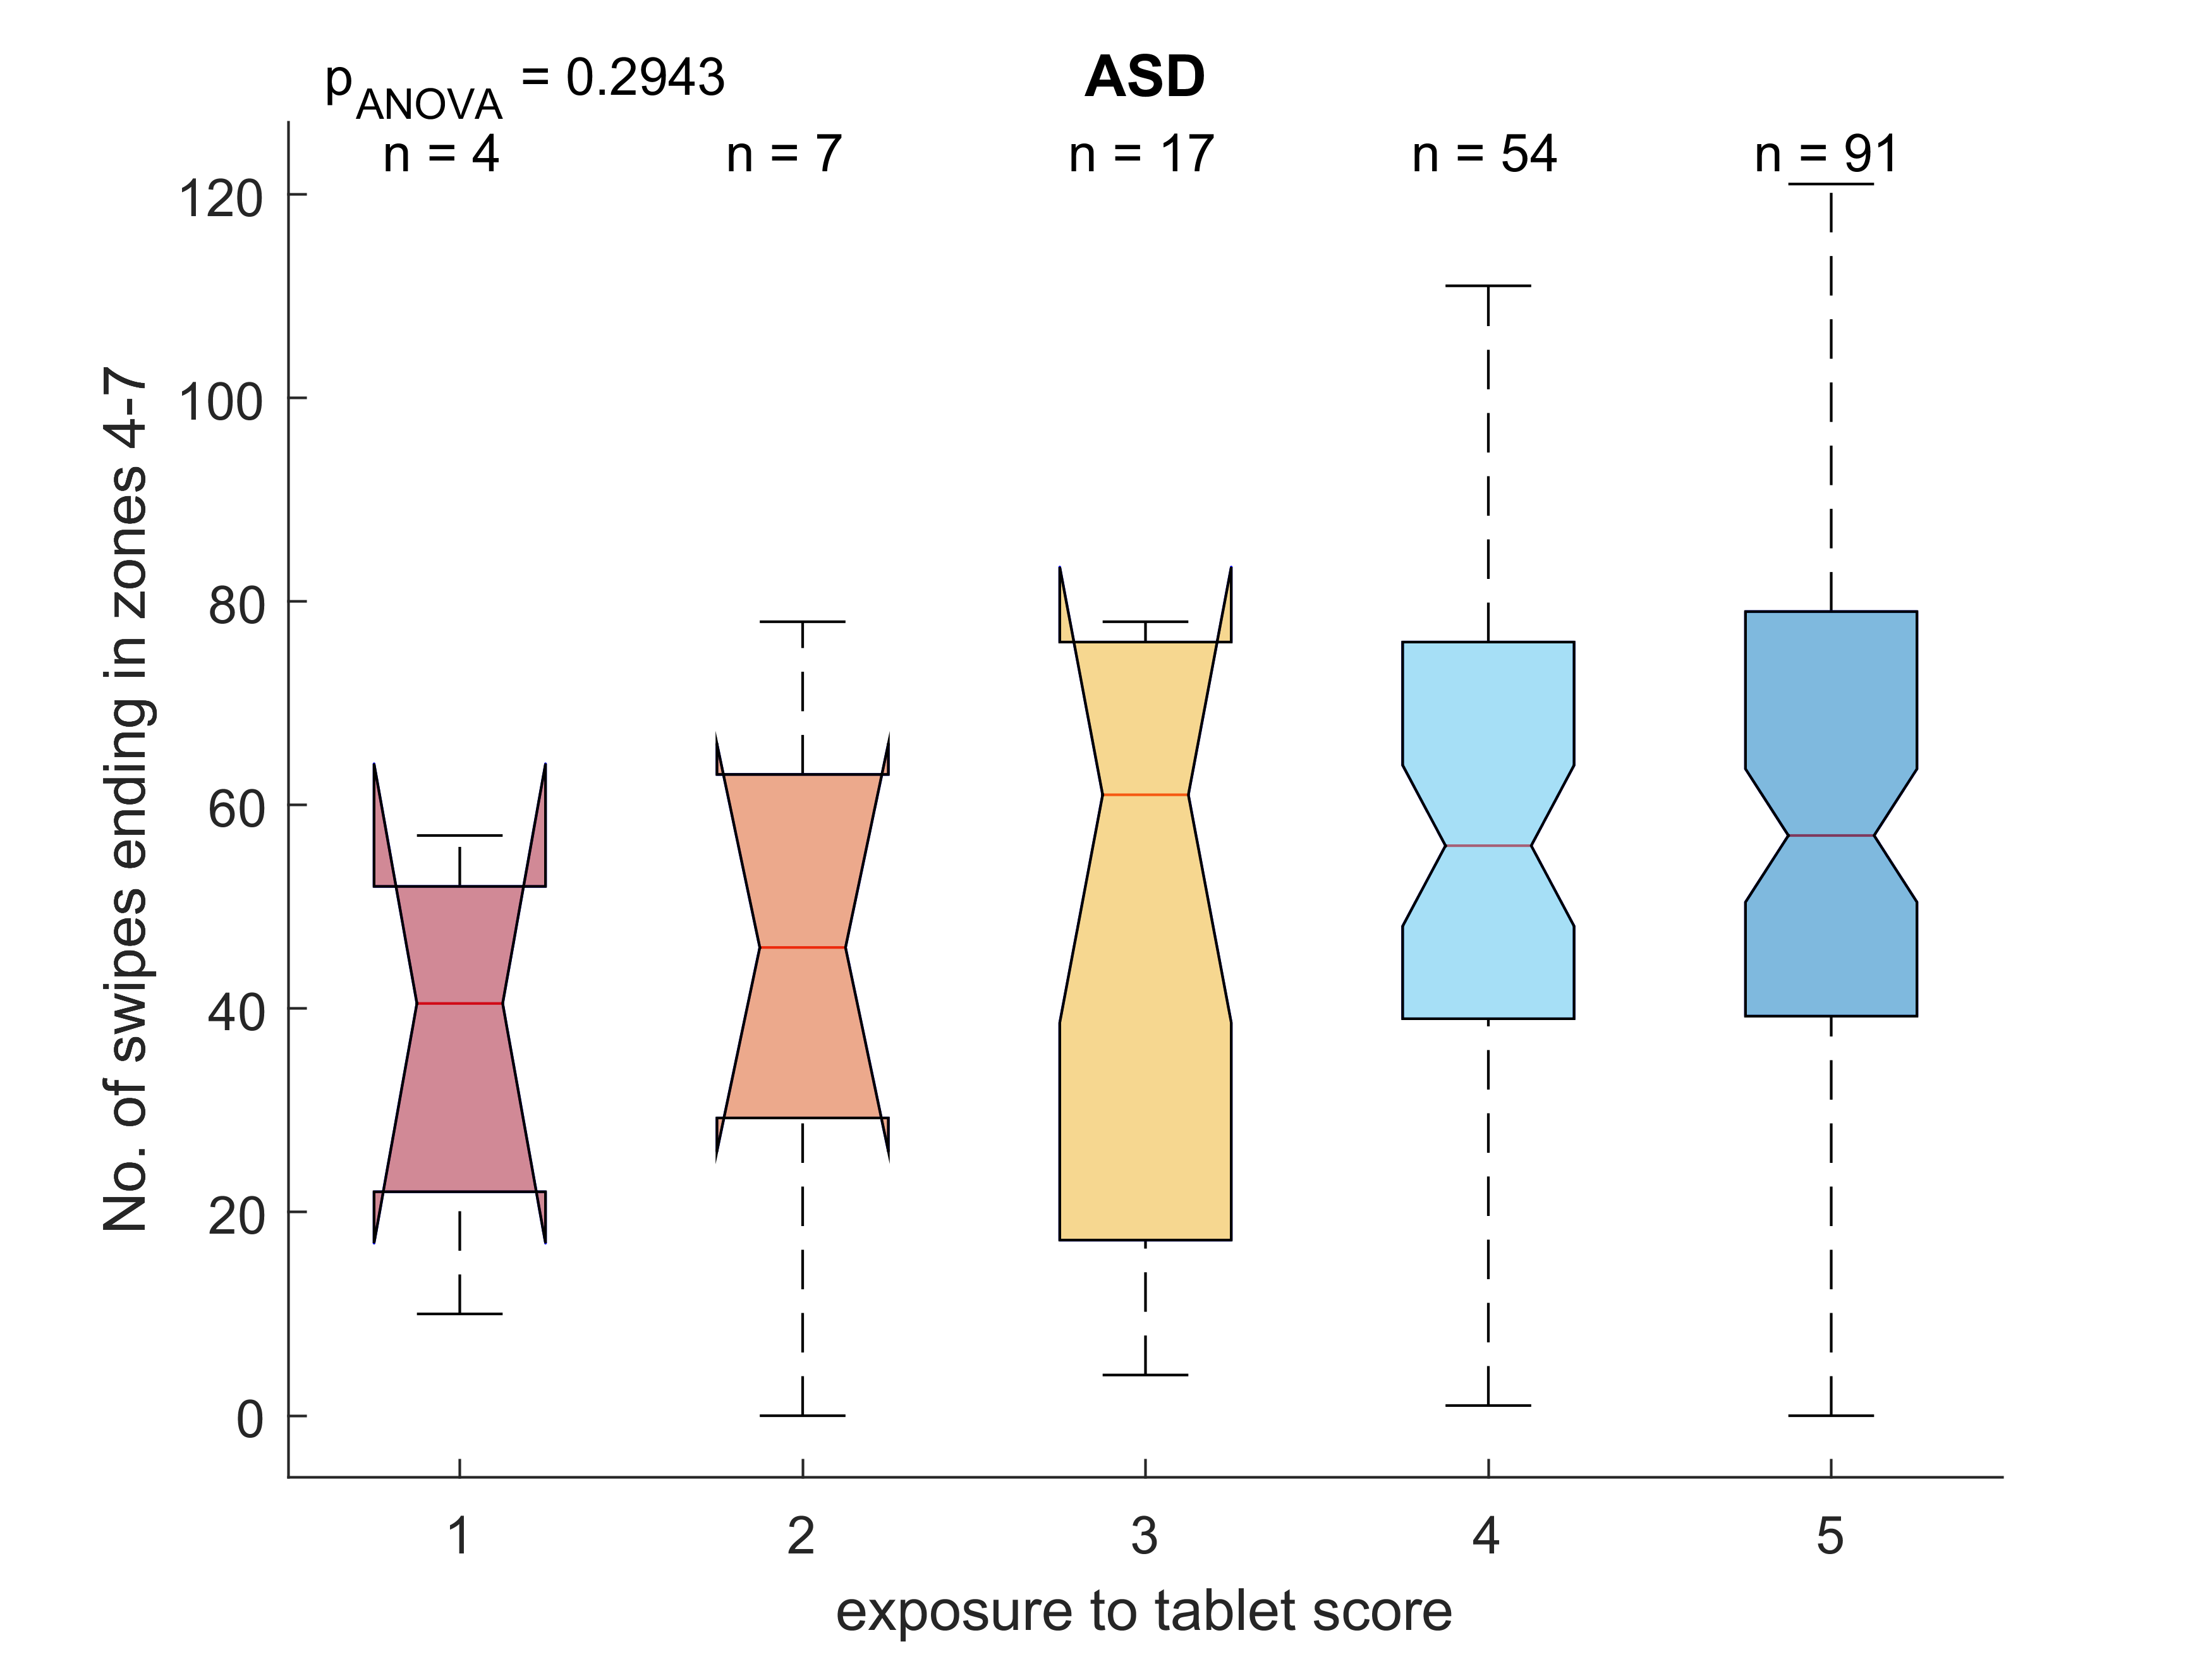 p_ANOVA = 0.2943
ASD
n = 4 n = 7 n = 17 n = 54 n = 91
No. of swipes ending in zones 4-7
120
100
80
60
40
20
0
1 2 3 4 5
exposure to tablet score